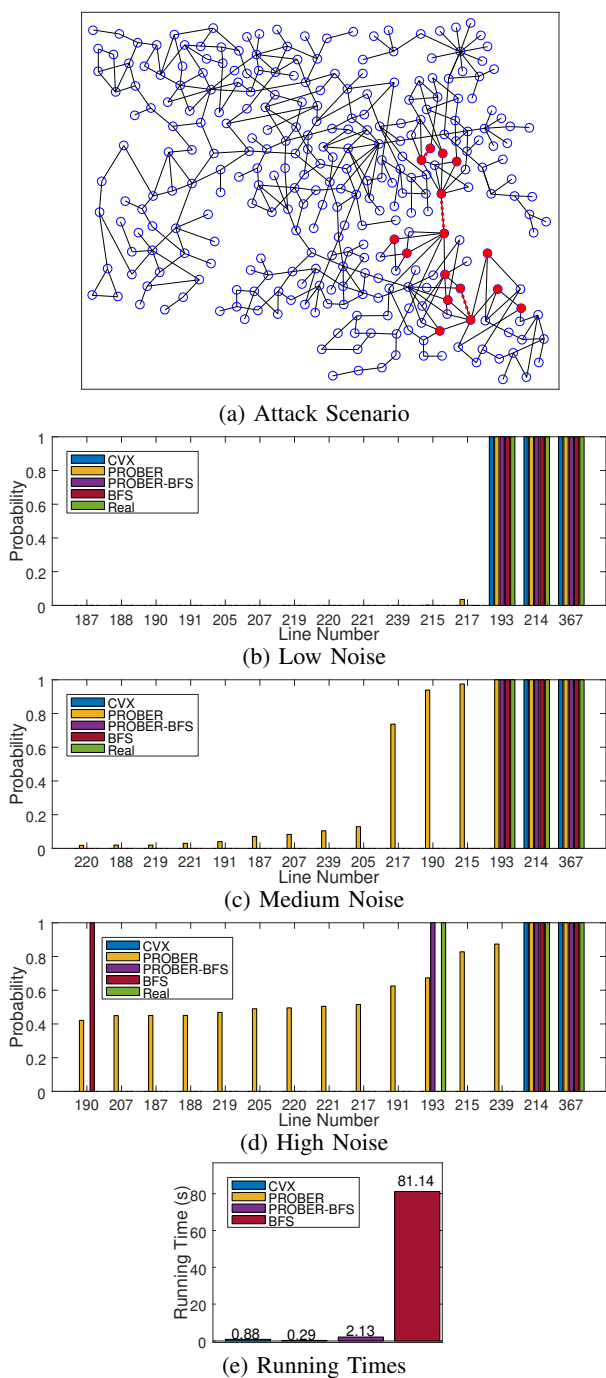 (a) Attack Scenario
1
0.8
0.6
0.4
0.2
0
Probability
CVX
PROBER
PROBER-BFS
BFS
Real
187 188 190 191 205 207 219 220 221 239 215 217 193 214 367
Line Number
(b) Low Noise
1
0.8
0.6
0.4
0.2
0
Probability
CVX
PROBER
PROBER-BFS
BFS
Real
220 188 219 221 191 187 207 239 205 217 190 215 193 214 367
Line Number
(c) Medium Noise
1
0.8
0.6
0.4
0.2
0
Probability
CVX
PROBER
PROBER-BFS
BFS
Real
190 207 187 188 219 205 220 221 217 191 193 215 239 214 367
Line Number
(d) High Noise
80
60
40
20
0
Running Time (s)
CVX
PROBER
PROBER-BFS
BFS
0.88 0.29 2.13 81.14
(e) Running Times